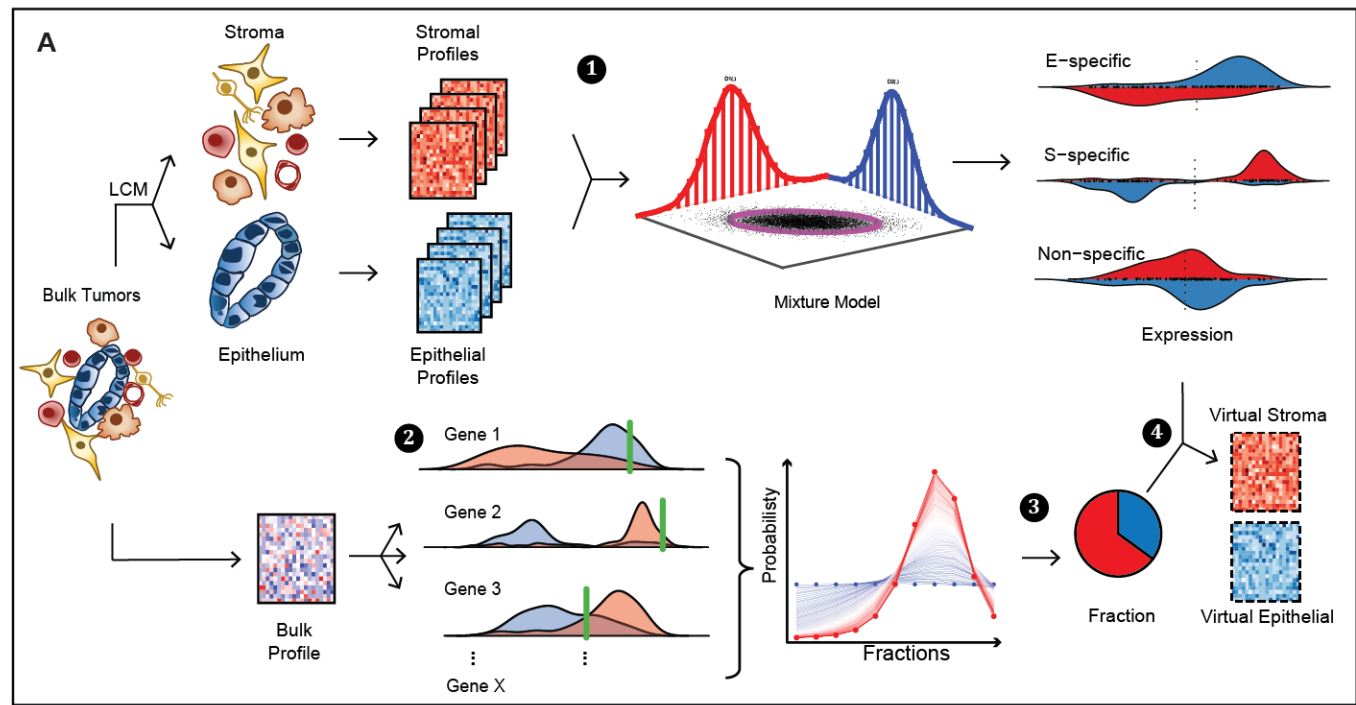 A
Stroma
Stromal
Profiles
LCM
Bulk Tumors
Epithelium
Epithelial
Profiles
1
Mixture Model
E-specific
S-specific
Non-specific
Expression
2
Gene 1
Gene 2
Gene 3
Gene X
Bulk
Profile
Probabilisty
Fractions
3
Fraction
4
Virtual Stroma
Virtual Epithelial